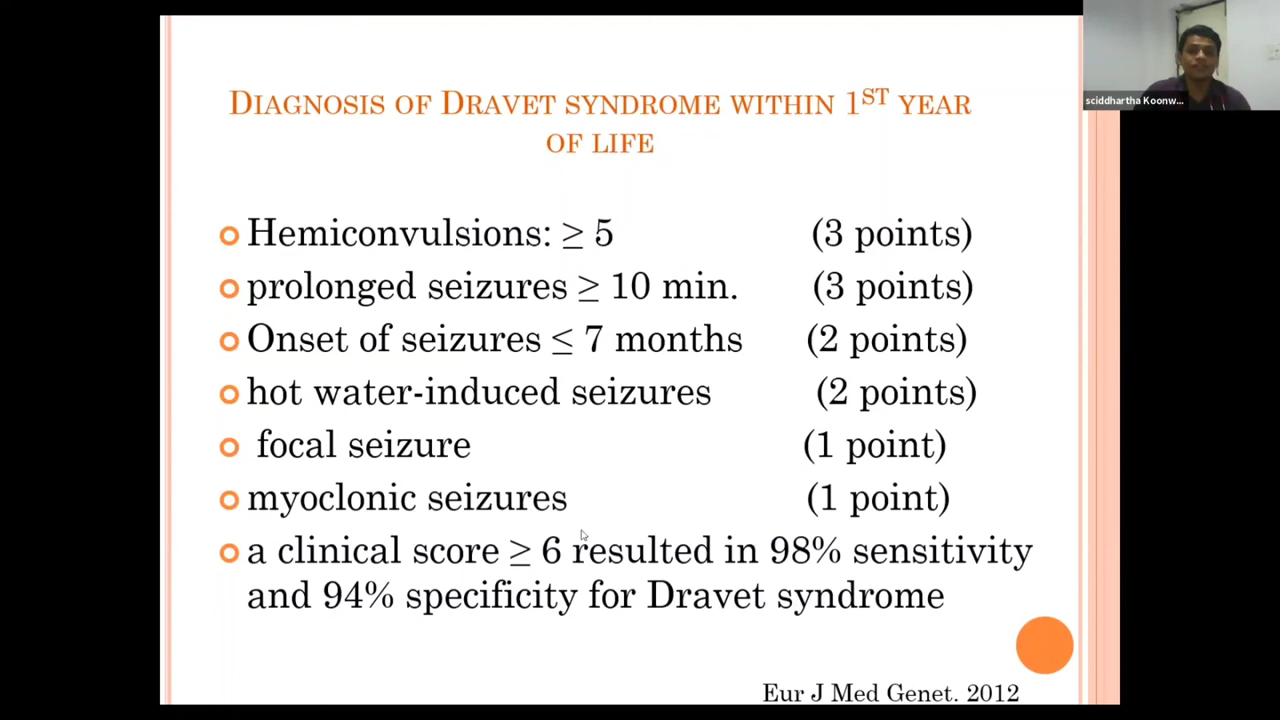 sciddhartha Koonw...
DIAGNOSIS OF DRAVET SYNDROME WITHIN 1ST YEAR
OF LIFE
Hemiconvulsions: ≥ 5 (3 points)
prolonged seizures ≥ 10 min. (3 points)
Onset of seizures ≤ 7 months (2 points)
hot water-induced seizures (2 points)
focal seizure (1 point)
myoclonic seizures (1 point)
a clinical score ≥ 6 resulted in 98% sensitivity
and 94% specificity for Dravet syndrome
Eur J Med Genet. 2012